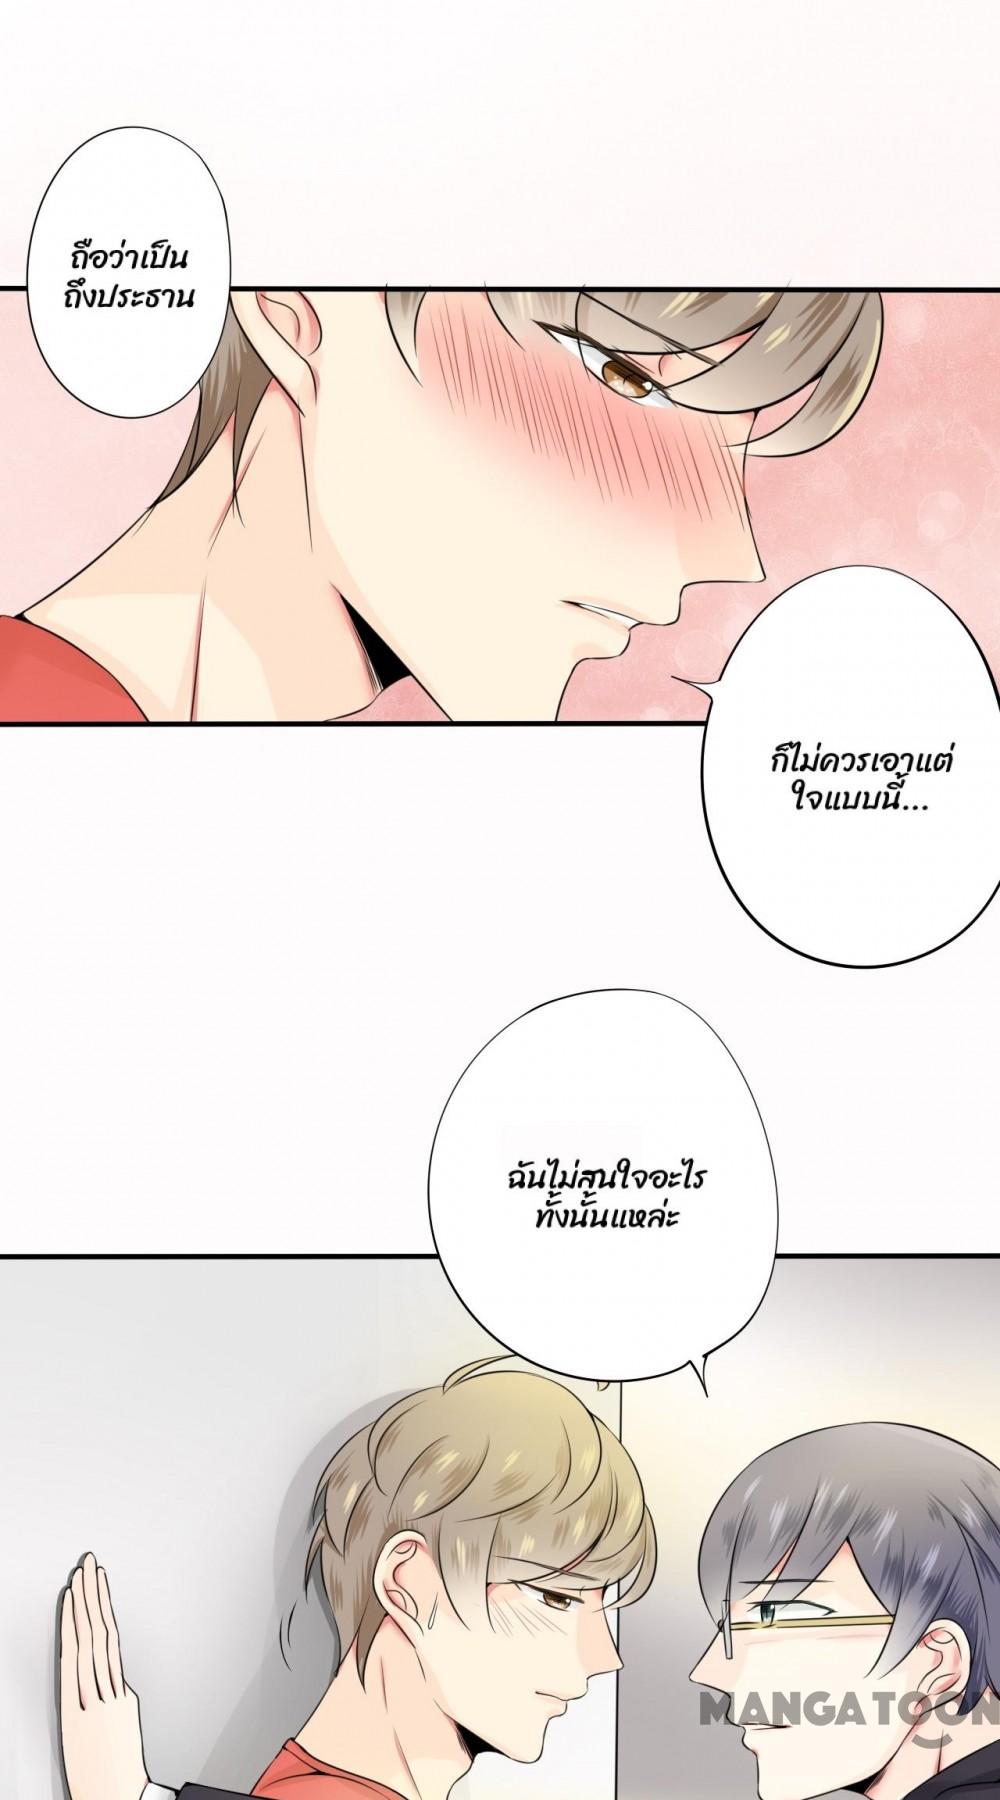 ถือว่าเป็น
ถึงประธาน
ก็ไม่ควรเอาแต่
ใจแบบนี้...
ฉันไม่สนใจอะไร
ทั้งนั้นแหล่ะ
MANGATOON